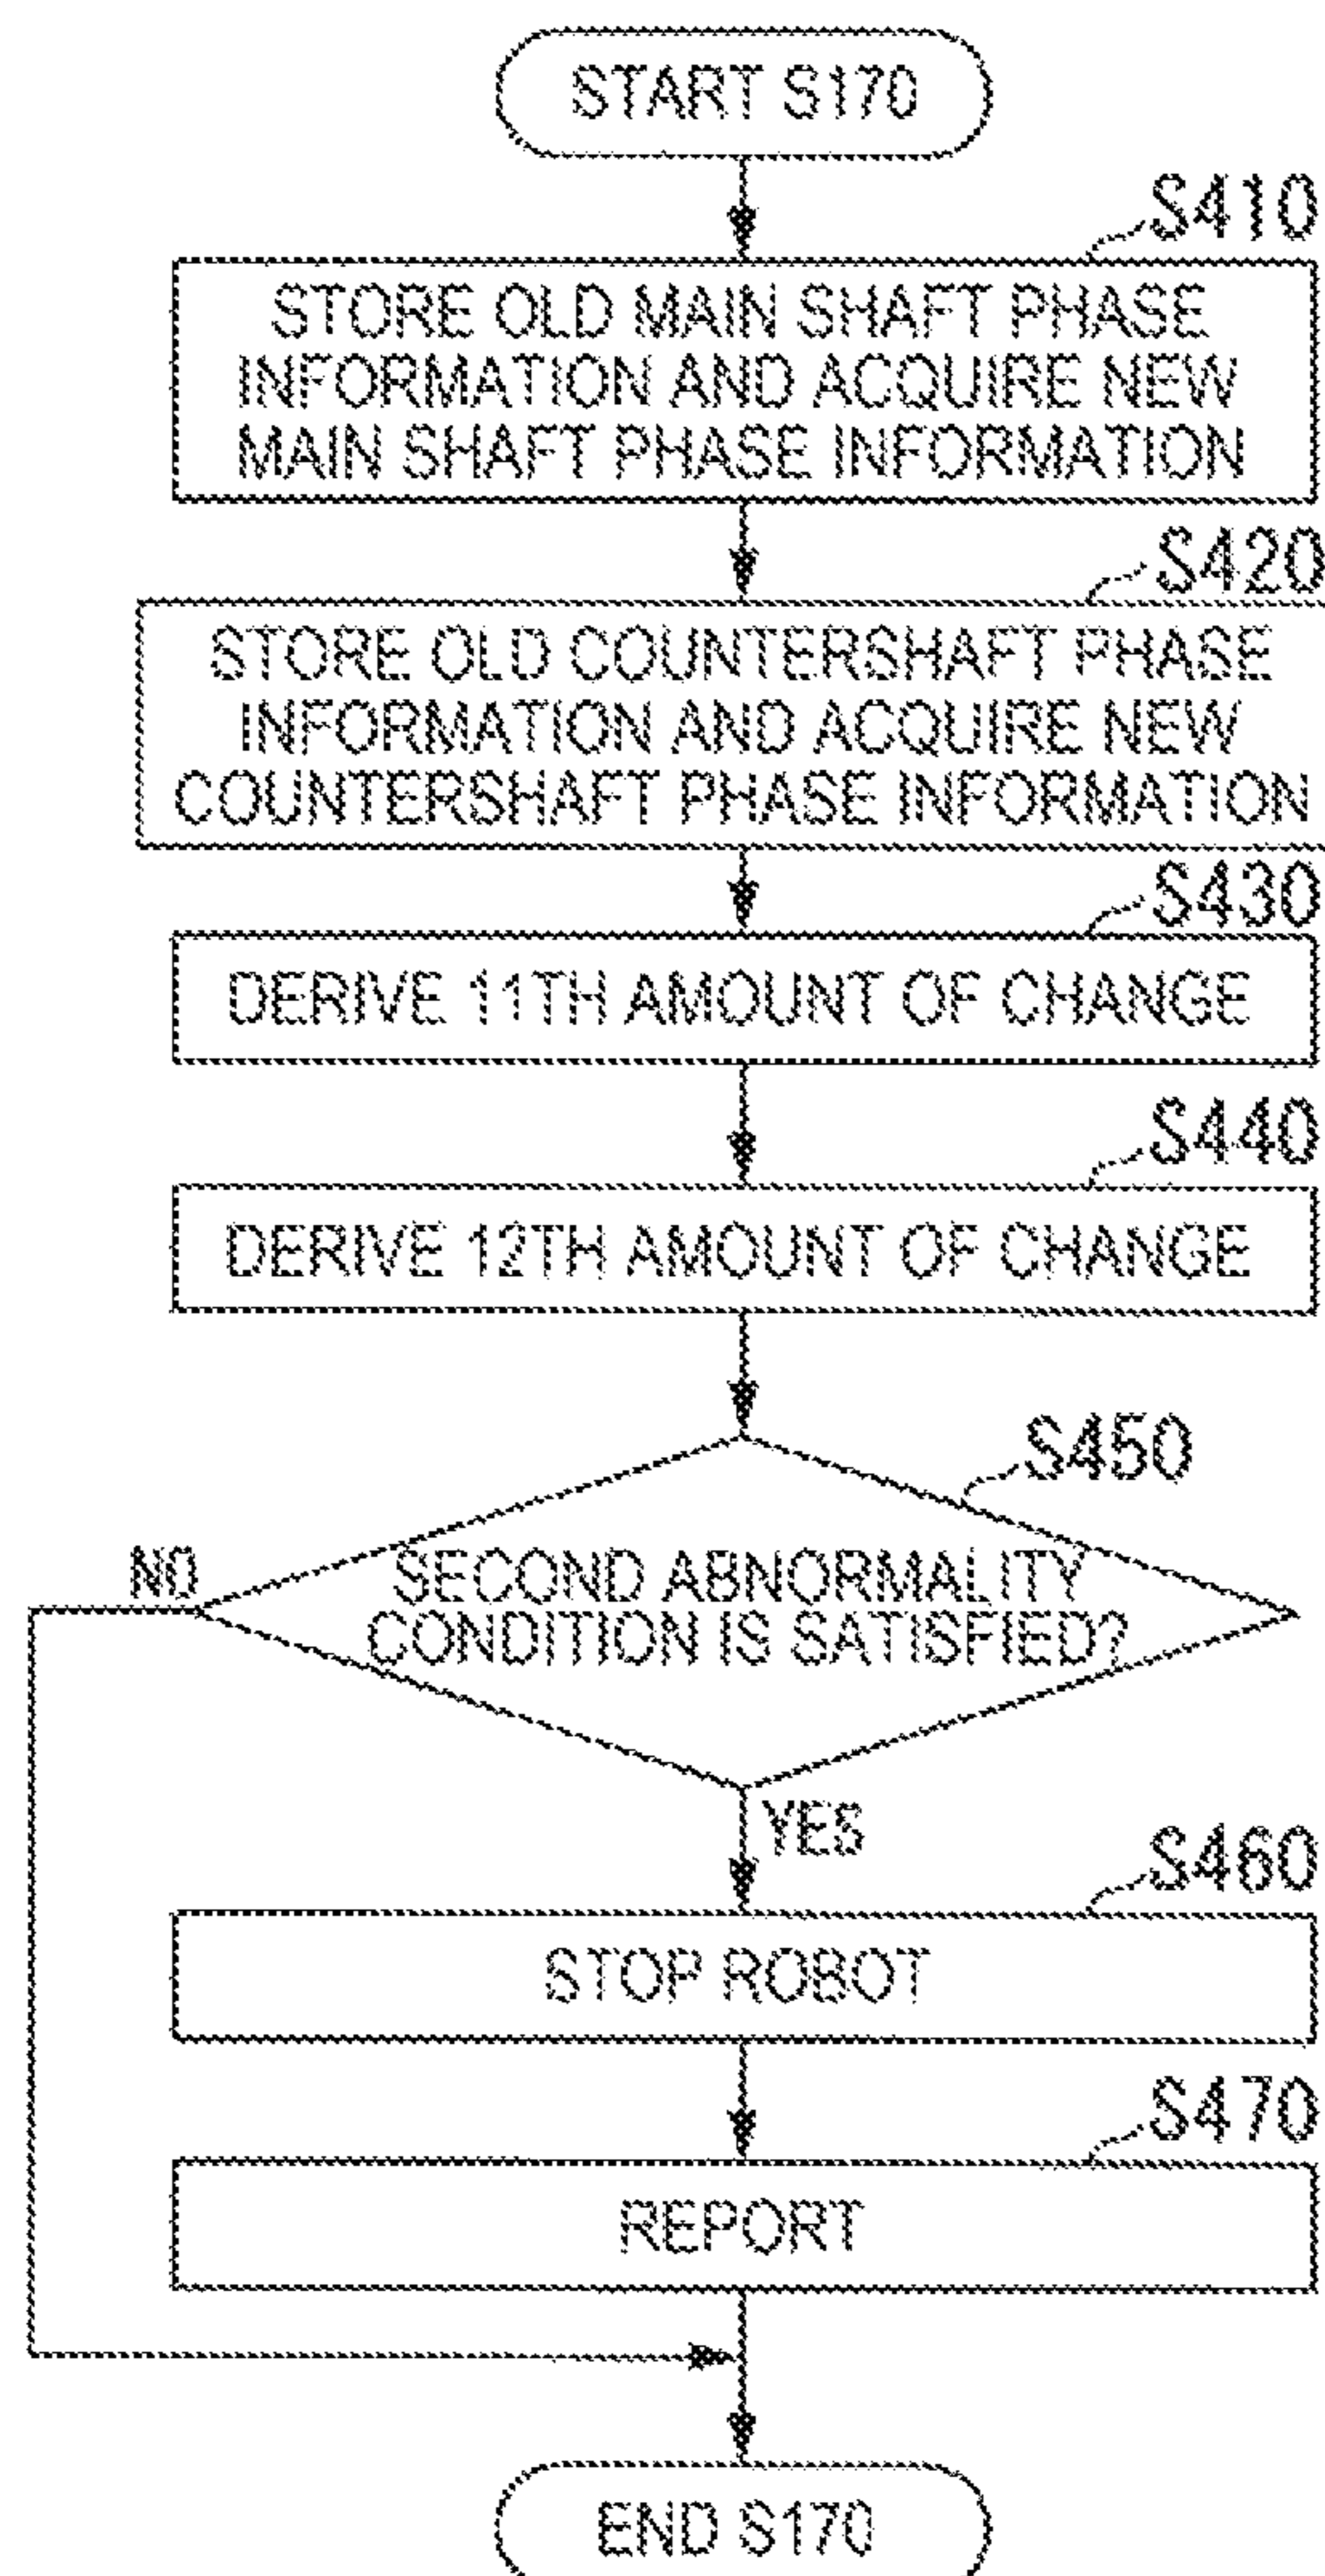 START S170
S410
STORE OLD MAIN SHAFT PHASE
INFORMATION AND ACQUIRE NEW
MAIN SHAFT PHASE INFORMATION
S420
STORE OLD COUNTERSHAFT PHASE
INFORMATION AND ACQUIRE NEW
COUNTERSHAFT PHASE INFORMATION
S430
DERIVE 11TH AMOUNT OF CHANGE
S440
DERIVE 12TH AMOUNT OF CHANGE
S450
NO
SECOND ABNORMALITY
CONDITION IS SATISFIED?
YES
S460
STOP ROBOT
S470
REPORT
END S170